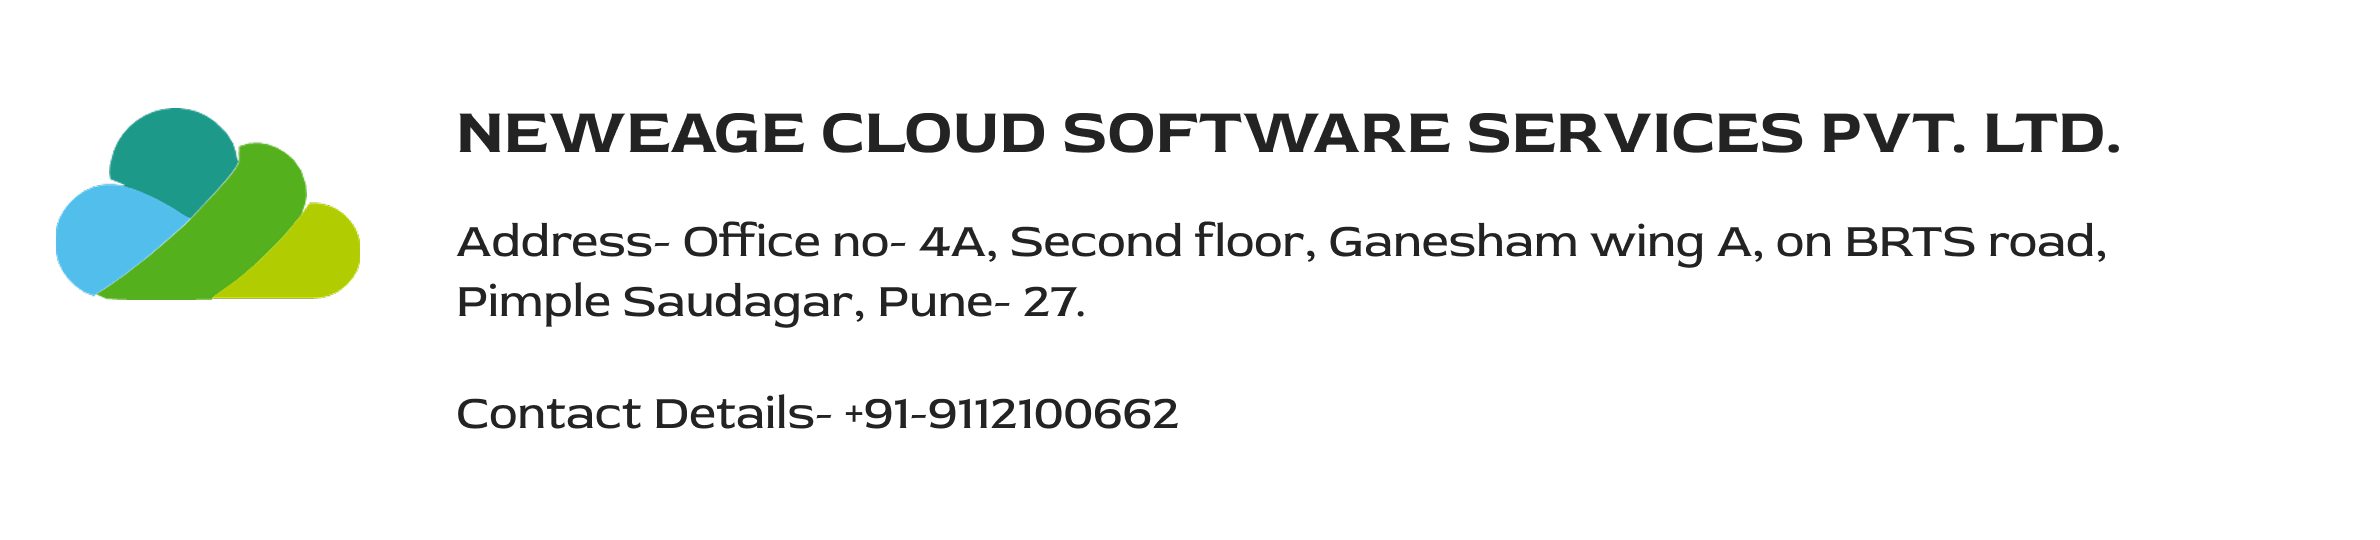 NEWEAGE CLOUD SOFTWARE SERVICES PVT. LTD.
Address- Office no- 4A, Second floor, Ganesham wing A, on BRTS road,
Pimple Saudagar, Pune- 27.
Contact Details- +91-9112100662